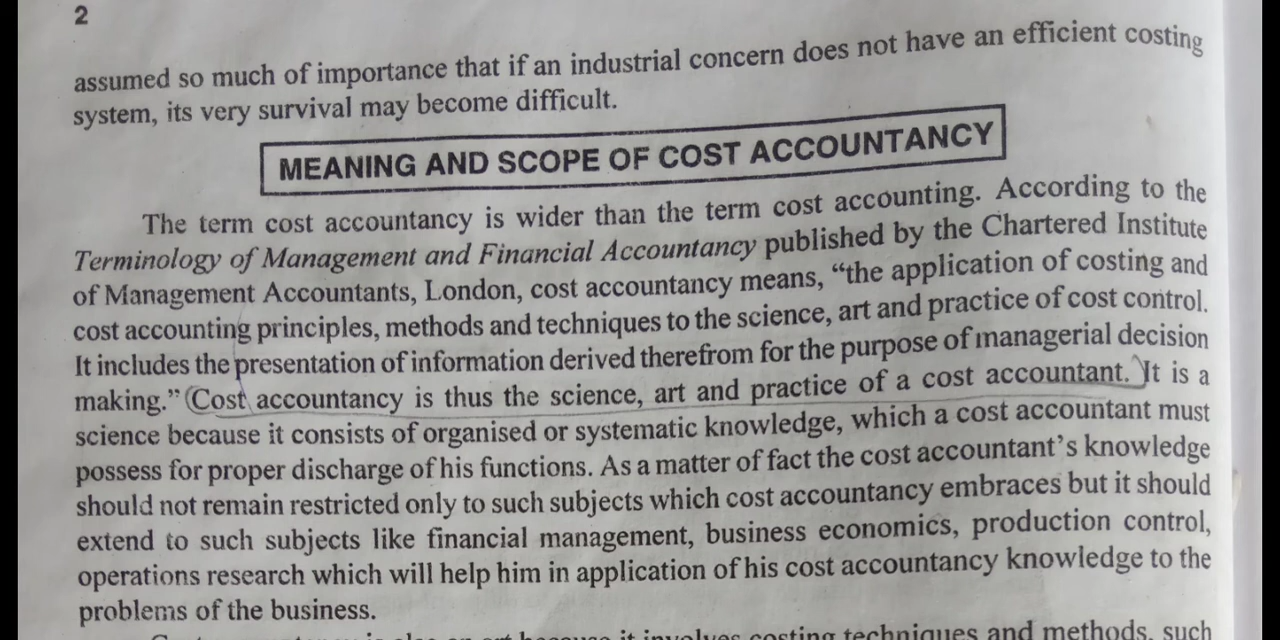 2
assumed so much of importance that if an industrial concern does not have an efficient costing
system, its very survival may become difficult.
MEANING AND SCOPE OF COST ACCOUNTANCY
The term cost accountancy is wider than the term cost accounting. According to the
Terminology of Management and Financial Accountancy published by the Chartered Institute
of Management Accountants, London, cost accountancy means, “the application of costing and
cost accounting principles, methods and techniques to the science, art and practice of cost control.
It includes the presentation of information derived therefrom for the purpose of managerial decision
making.” Cost accountancy is thus the science, art and practice of a cost accountant. It is a
science because it consists of organised or systematic knowledge, which a cost accountant must
possess for proper discharge of his functions. As a matter of fact the cost accountant’s knowledge
should not remain restricted only to such subjects which cost accountancy embraces but it should
extend to such subjects like financial management, business economics, production control,
operations research which will help him in application of his cost accountancy knowledge to the
problems of the business.
it involves costing techniques and methods, such